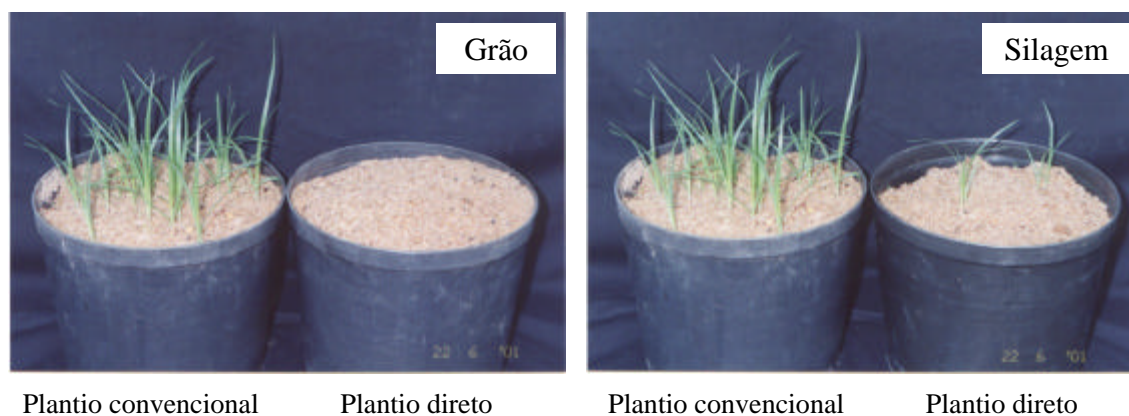 Grão
Silagem
22 6 '01
22 6 '01
Plantio convencional Plantio direto Plantio convencional Plantio direto